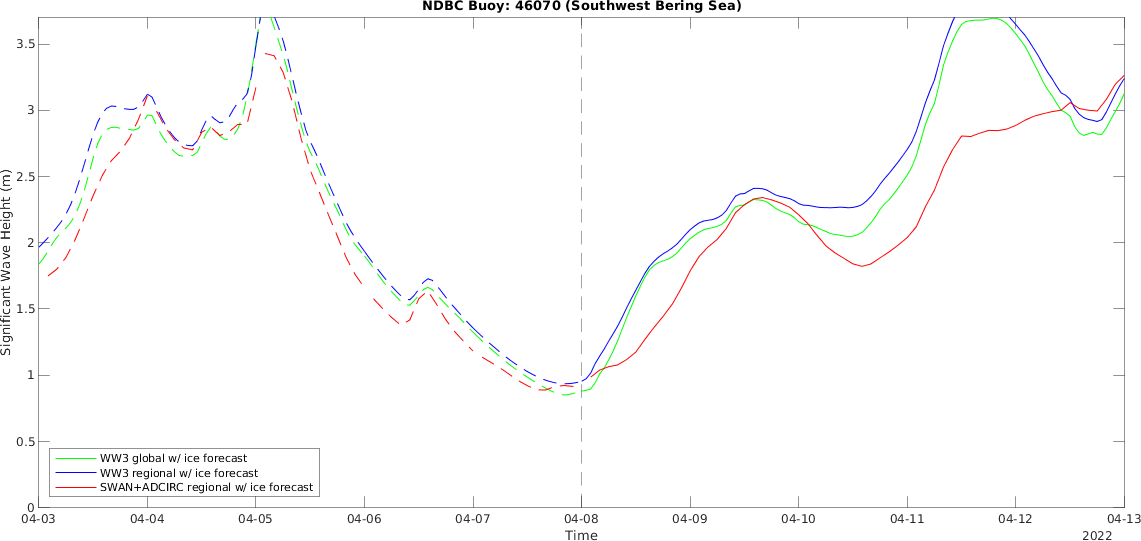 NDBC Buoy: 46070 (Southwest Bering Sea)
Significant Wave Height (m)
3.5
3
2.5
2
1.5
1
0.5
0
WW3 global w/ ice forecast
WW3 regional w/ ice forecast
SWAN+ADCIRC regional w/ ice forecast
04-03 04-04 04-05 04-06 04-07 04-08 04-09 04-10 04-11 04-12 04-13
Time
2022